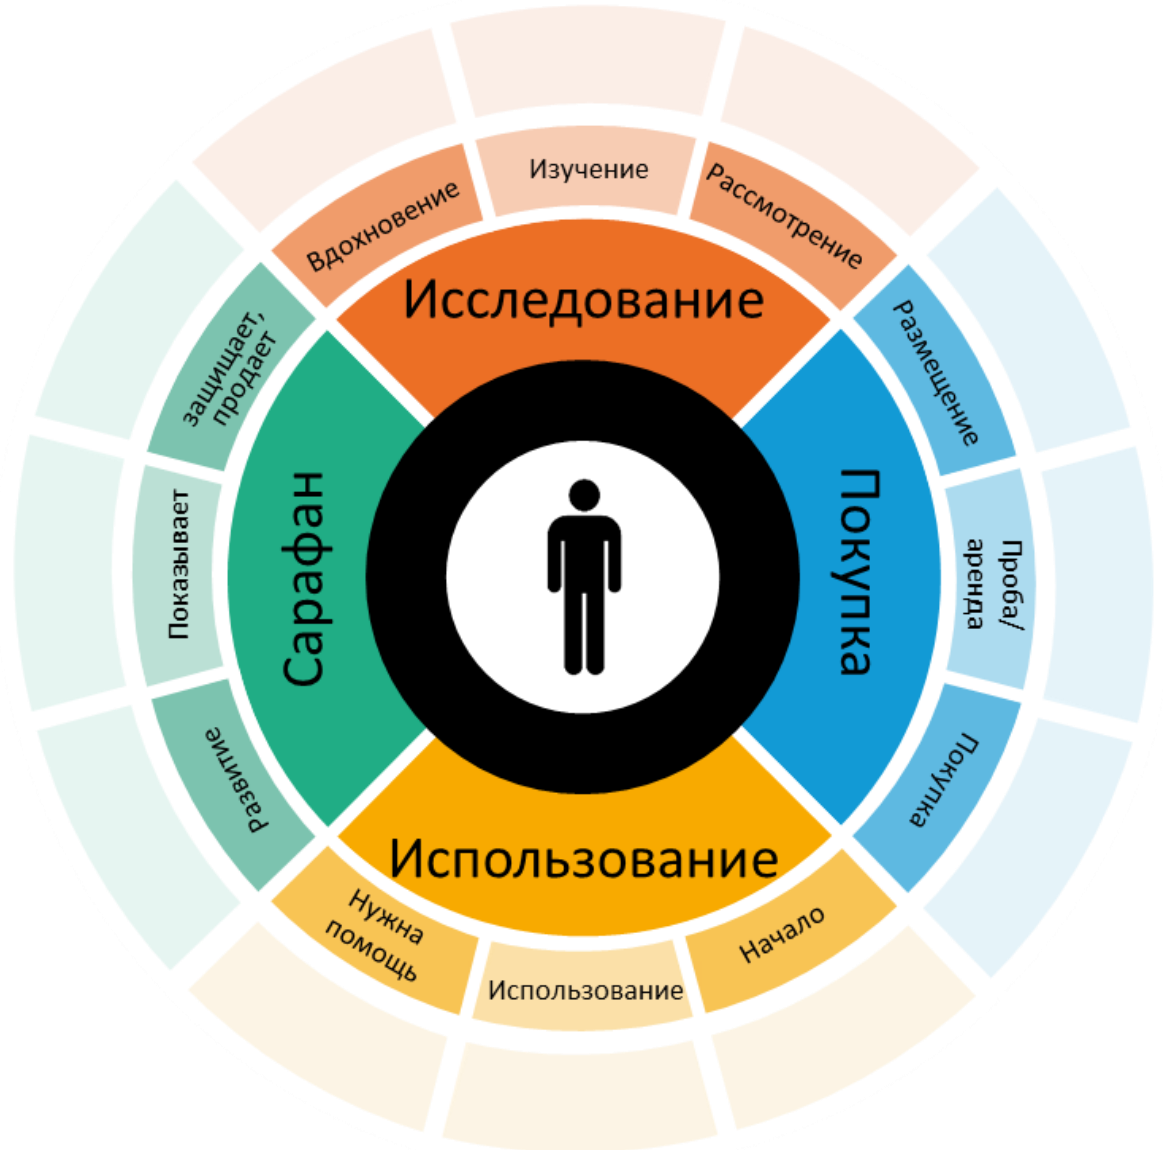 Вдохновение
Изучение
Рассмотрение
Исследование
Размещение
Проба/
аренда
Покупка
Покупка
Начало
Использование
Нужна
помощь
Использование
Развитие
Показывает
защищает,
продает
Сарафан